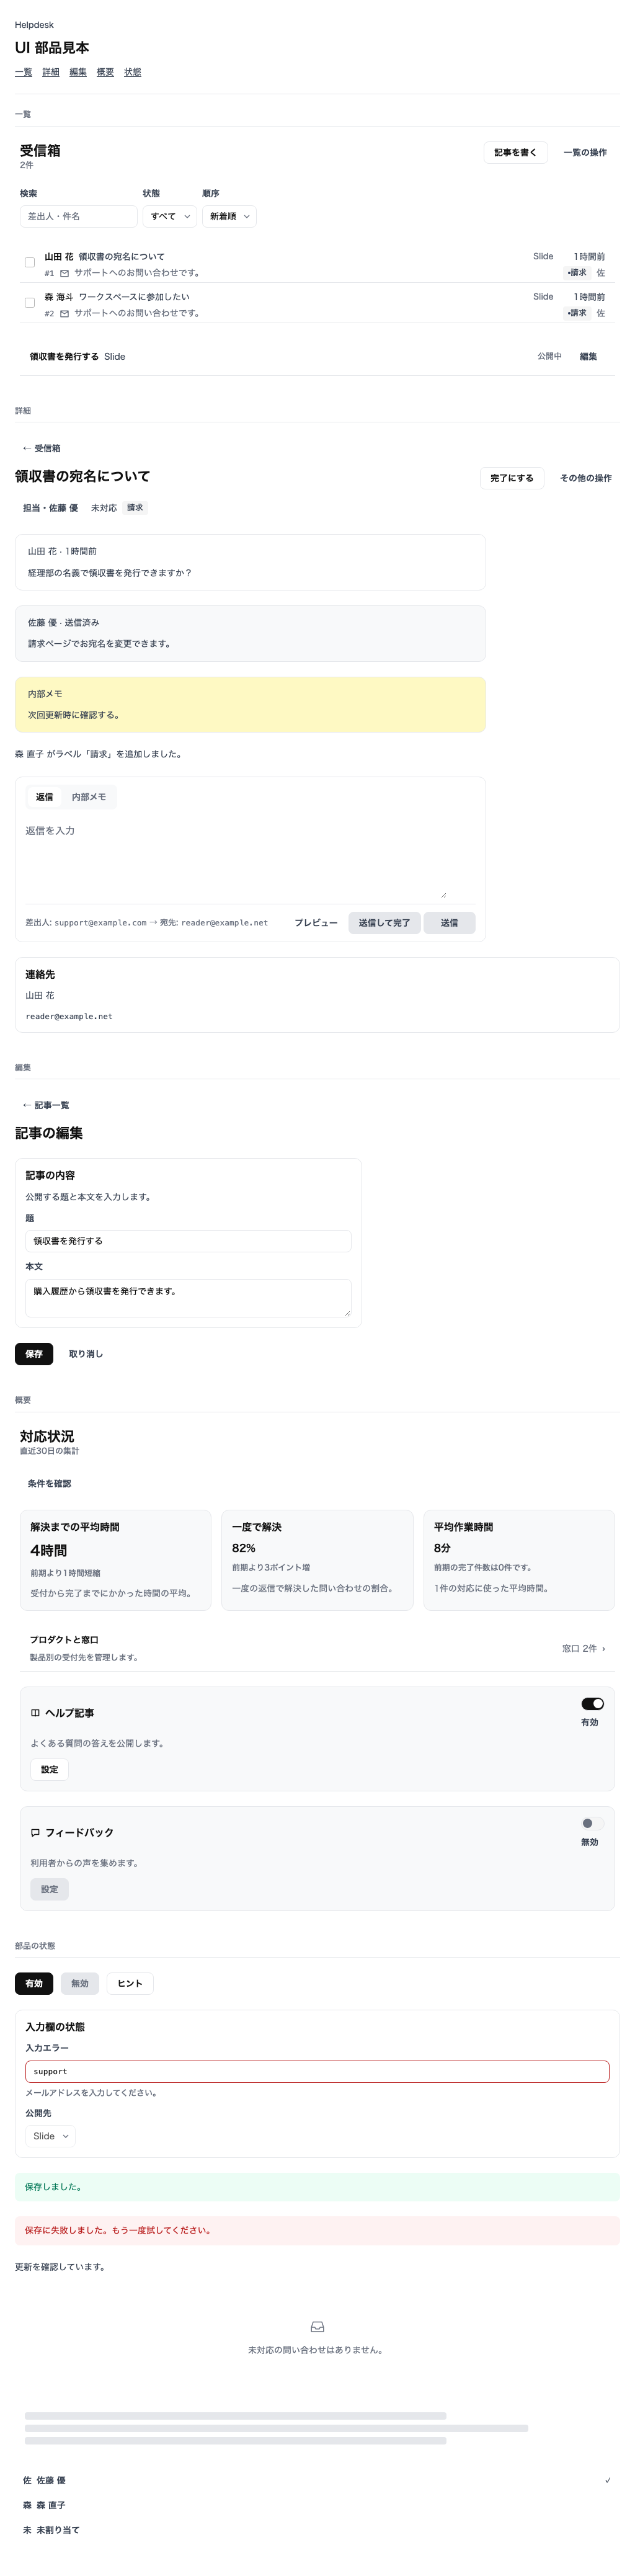 Helpdesk
UI 部品見本
一覧 詳細 編集 概要 状態
一覧
受信箱
2件
記事を書く 一覧の操作
検索 状態 順序
差出人・件名 すべて 新着順
山田 花 領収書の宛名について Slide 1時間前
#1 サポートへのお問い合わせです。 •請求 佐
森 海斗 ワークスペースに参加したい Slide 1時間前
#2 サポートへのお問い合わせです。 •請求 佐
領収書を発行する Slide 公開中 編集
詳細
← 受信箱
領収書の宛名について 完了にする その他の操作
担当・佐藤 優 未対応 請求
山田 花 · 1時間前
経理部の名義で領収書を発行できますか？
佐藤 優 · 送信済み
請求ページでお宛名を変更できます。
内部メモ
次回更新時に確認する。
森 直子 がラベル「請求」を追加しました。
返信 内部メモ
返信を入力
差出人: support@example.com → 宛先: reader@example.net プレビュー 送信して完了 送信
連絡先
山田 花
reader@example.net
編集
← 記事一覧
記事の編集
記事の内容
公開する題と本文を入力します。
題
領収書を発行する
本文
購入履歴から領収書を発行できます。
保存 取り消し
概要
対応状況
直近30日の集計
条件を確認
解決までの平均時間
4時間
前期より1時間短縮
受付から完了までにかかった時間の平均。
一度で解決
82%
前期より3ポイント増
一度の返信で解決した問い合わせの割合。
平均作業時間
8分
前期の完了件数は0件です。
1件の対応に使った平均時間。
プロダクトと窓口
製品別の受付先を管理します。
窓口 2件 ›
ヘルプ記事
有効
よくある質問の答えを公開します。
設定
フィードバック
無効
利用者からの声を集めます。
設定
部品の状態
有効 無効 ヒント
入力欄の状態
入力エラー
support
メールアドレスを入力してください。
公開先
Slide
保存しました。
保存に失敗しました。もう一度試してください。
更新を確認しています。
未対応の問い合わせはありません。
佐 佐藤 優 ✓
森 森 直子
未 未割り当て